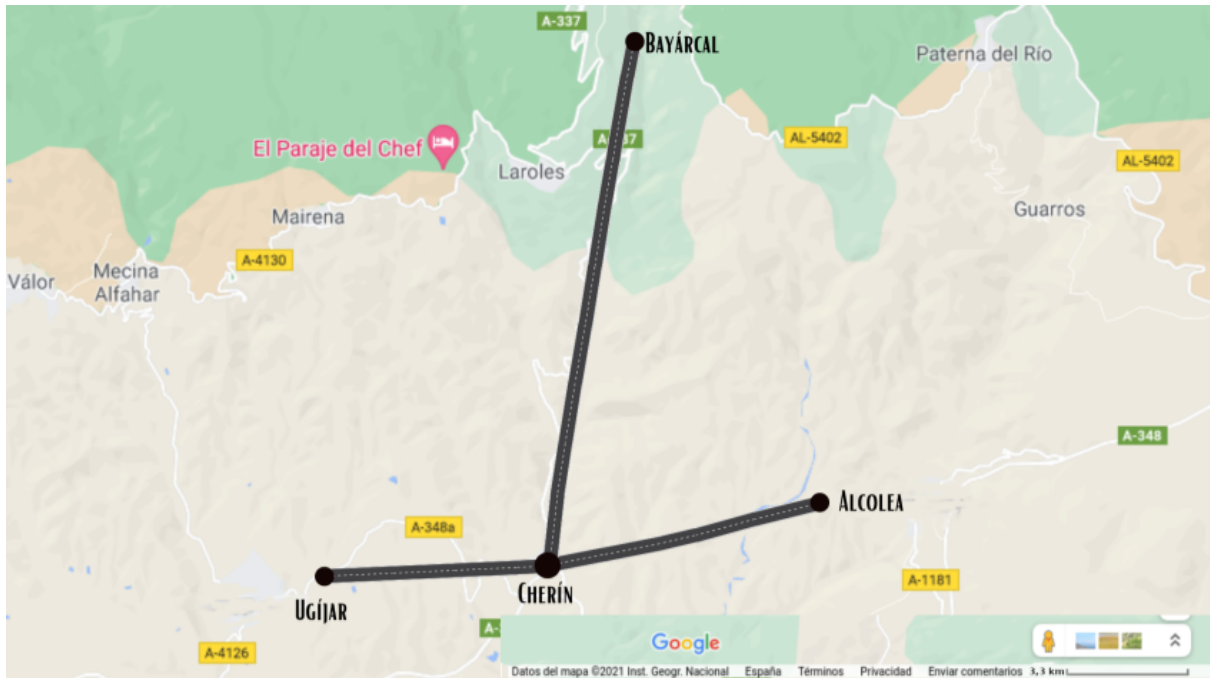 A-337
BAYÁRCAL
Paterna del Río
A-337
AL-5402
El Paraje del Chef
AL-5402
Laroles
Guarros
Mairena
A-4130
Mecina
Alfahar
Válor
A-348
ALCOLEA
A-348a
A-1181
CHERÍN
UGÍJAR
A-4126
Google
Datos del mapa ©2021 Inst. Geogr. Nacional España Términos Privacidad Enviar comentarios 3,3 km